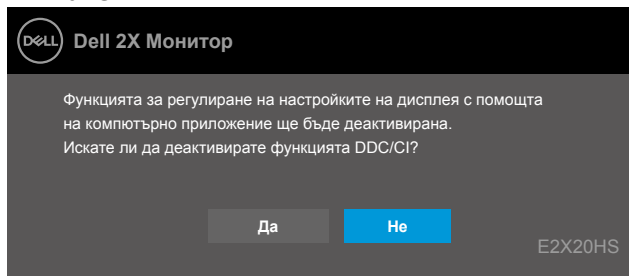 DELL Dell 2X Монитор
Функцията за регулиране на настройките на дисплея с помощта
на компютърно приложение ще бъде деактивирана.
Искате ли да деактивирате функцията DDC/CI?
Да Не
E2X20HS